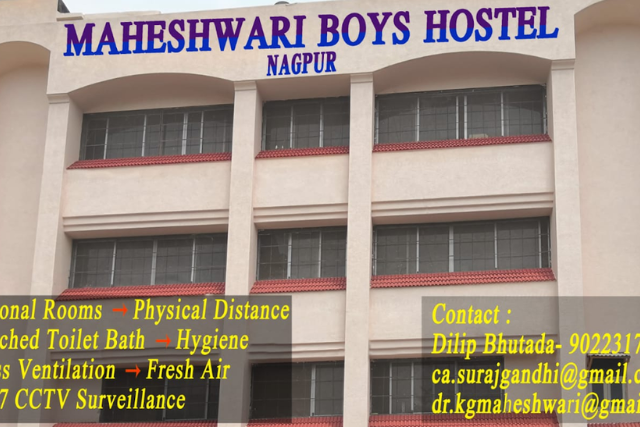 MAHESHWARI BOYS HOSTEL
NAGPUR
onal Rooms → Physical Distance
ched Toilet Bath → Hygiene
ss Ventilation → Fresh Air
7 CCTV Surveillance
Contact :
Dilip Bhutada- 9022317
ca.surajgandhi@gmail.c
dr.kgmaheshwari@gmai